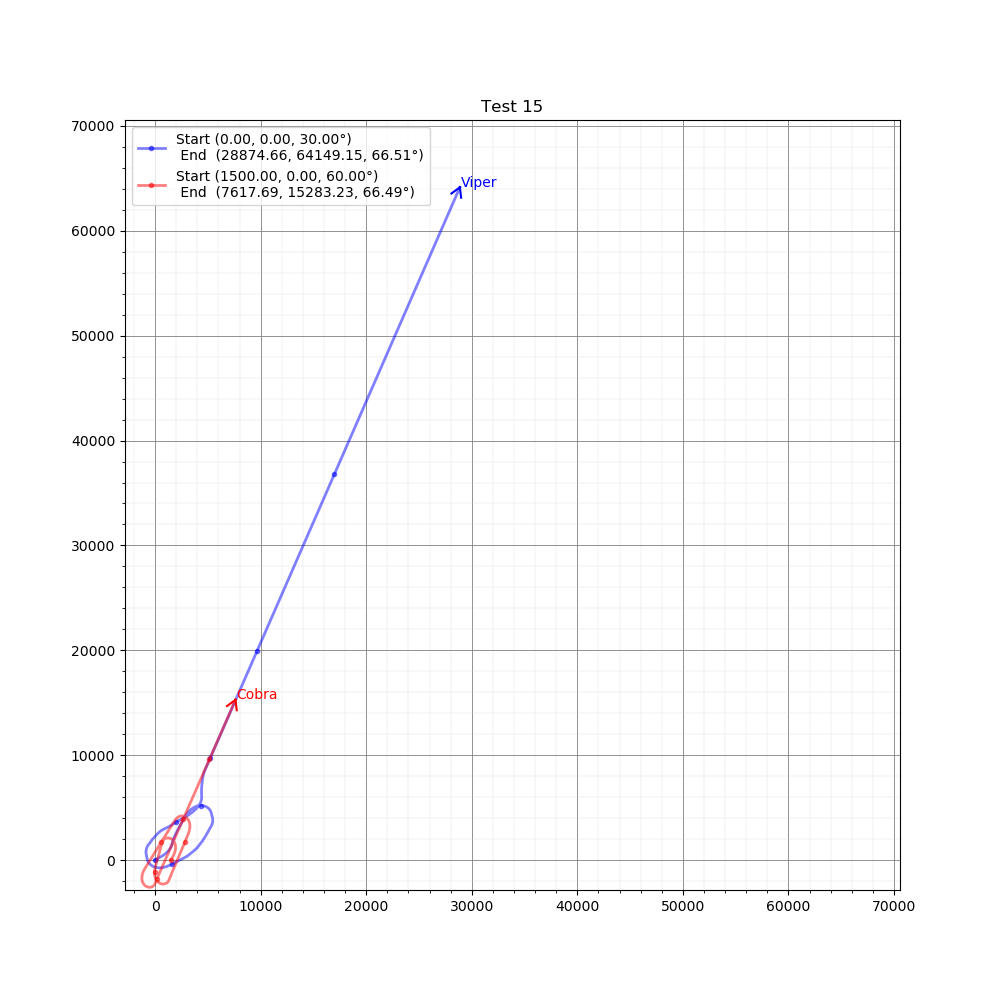 Test 15
Start (0.00, 0.00, 30.00°)
End (28874.66, 64149.15, 66.51°)
Start (1500.00, 0.00, 60.00°)
End (7617.69, 15283.23, 66.49°)
Viper
Cobra
70000
60000
50000
40000
30000
20000
10000
0
0
10000
20000
30000
40000
50000
60000
70000